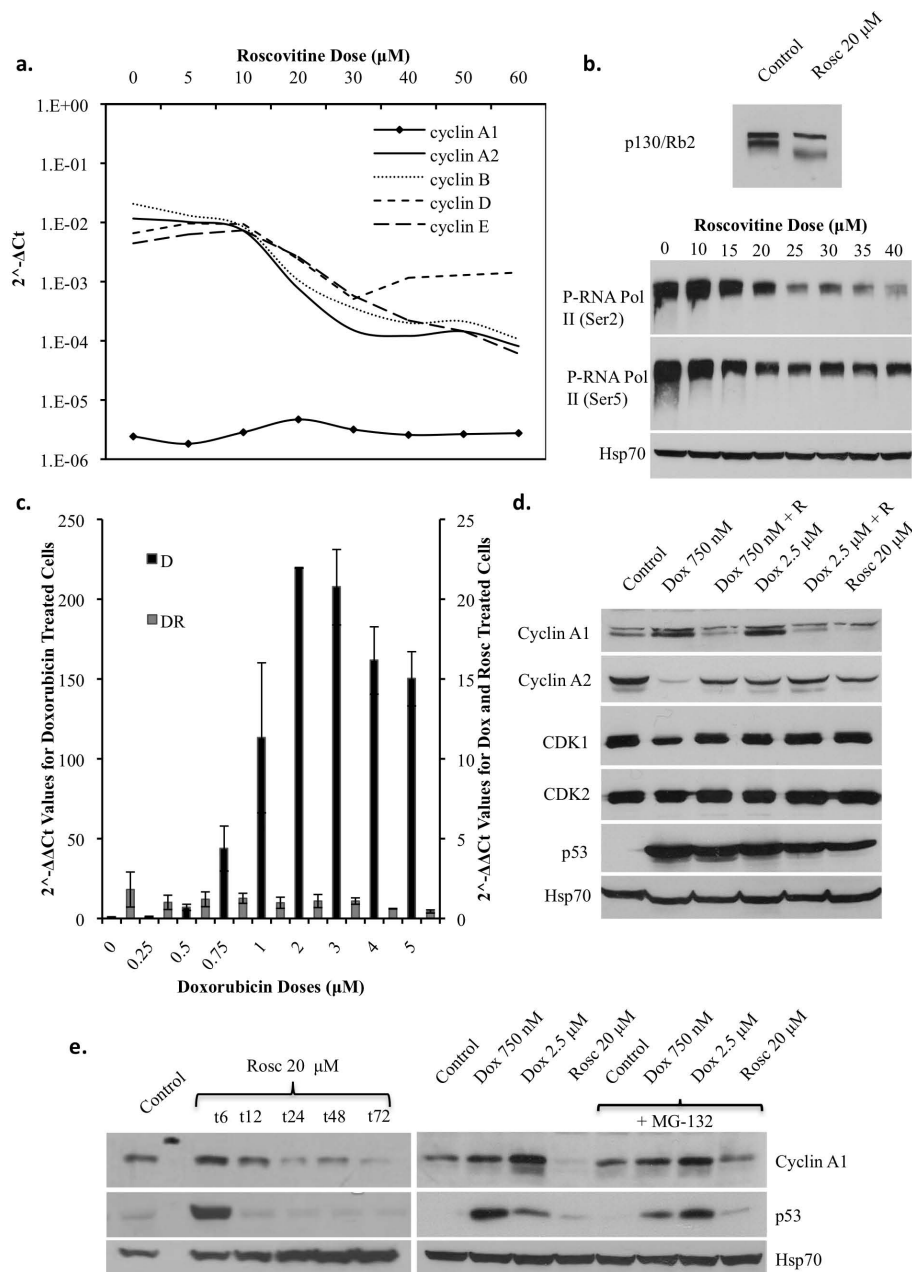 a.
Roscovitine Dose (µM)
0 5 10 20 30 40 50 60
1.E+00
1.E-01
1.E-02
1.E-03
1.E-04
1.E-05
1.E-06
2^-ΔCt
cyclin A1
cyclin A2
cyclin B
cyclin D
cyclin E
b.
Control
Rosc 20 µM
p130/Rb2
Roscovitine Dose (µM)
0 10 15 20 25 30 35 40
P-RNA Pol
II (Ser2)
P-RNA Pol
II (Ser5)
Hsp70
c.
2^-ΔΔCt Values for Doxorubicin Treated Cells
250
200
150
100
50
0
D
DR
25
20
15
10
5
0
2^-ΔΔCt Values for Dox and Rosc Treated Cells
0 0.25 0.5 0.75 1 2 3 4 5
Doxorubicin Doses (µM)
d.
Control
Dox 750 nM
Dox 750 nM + R
Dox 2.5 µM
Dox 2.5 µM + R
Rosc 20 µM
Cyclin A1
Cyclin A2
CDK1
CDK2
p53
Hsp70
e.
Control
Rosc 20 µM
t6 t12 t24 t48 t72
Control
Dox 750 nM
Dox 2.5 µM
Rosc 20 µM
Control
Dox 750 nM
Dox 2.5 µM
Rosc 20 µM
+ MG-132
Cyclin A1
p53
Hsp70